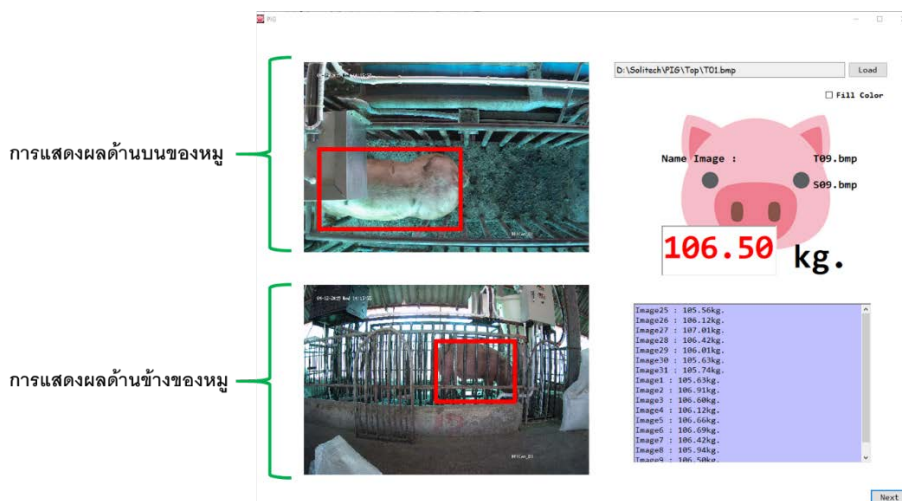 PIG
การแสดงผลด้านบนของหมู
D:\Solitech\PIG\Top\T01.bmp
Load
Fill Color
Name Image :
T09.bmp
S09.bmp
106.50
kg.
การแสดงผลด้านข้างของหมู
Image25 : 105.56kg.
Image26 : 106.12kg.
Image27 : 107.01kg.
Image28 : 106.42kg.
Image29 : 106.01kg.
Image30 : 105.63kg.
Image31 : 105.74kg.
Image1 : 105.63kg.
Image2 : 106.91kg.
Image3 : 106.60kg.
Image4 : 106.12kg.
Image5 : 106.66kg.
Image6 : 106.69kg.
Image7 : 106.42kg.
Image8 : 105.94kg.
Image9 : 106.50kg.
Next